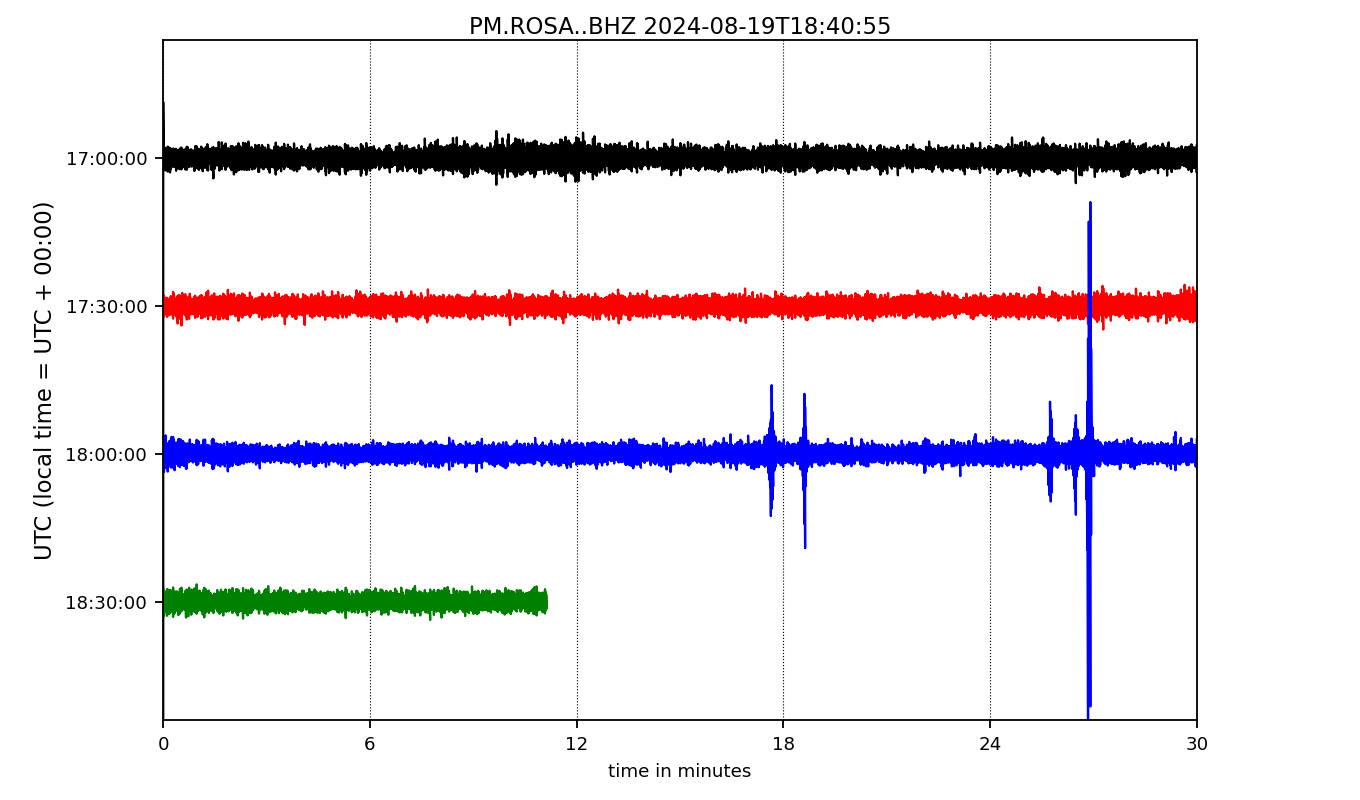 PM.ROSA..BHZ 2024-08-19T18:40:55
UTC (local time = UTC + 00:00)
17:00:00
17:30:00
18:00:00
18:30:00
0 6 12 18 24 30
time in minutes